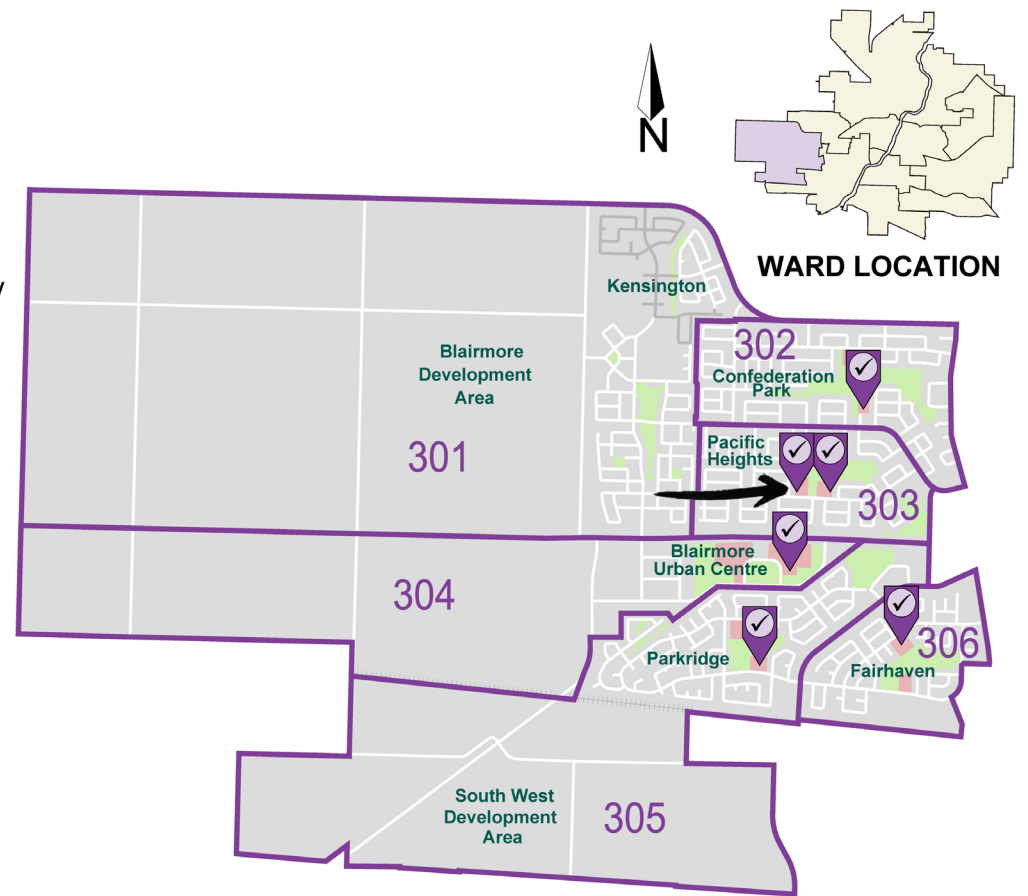 N
WARD LOCATION
Kensington
302
Confederation
Park
Blairmore
Development
Area
301
Pacific
Heights
303
Blairmore
Urban Centre
304
306
Parkridge
Fairhaven
South West
Development
Area
305